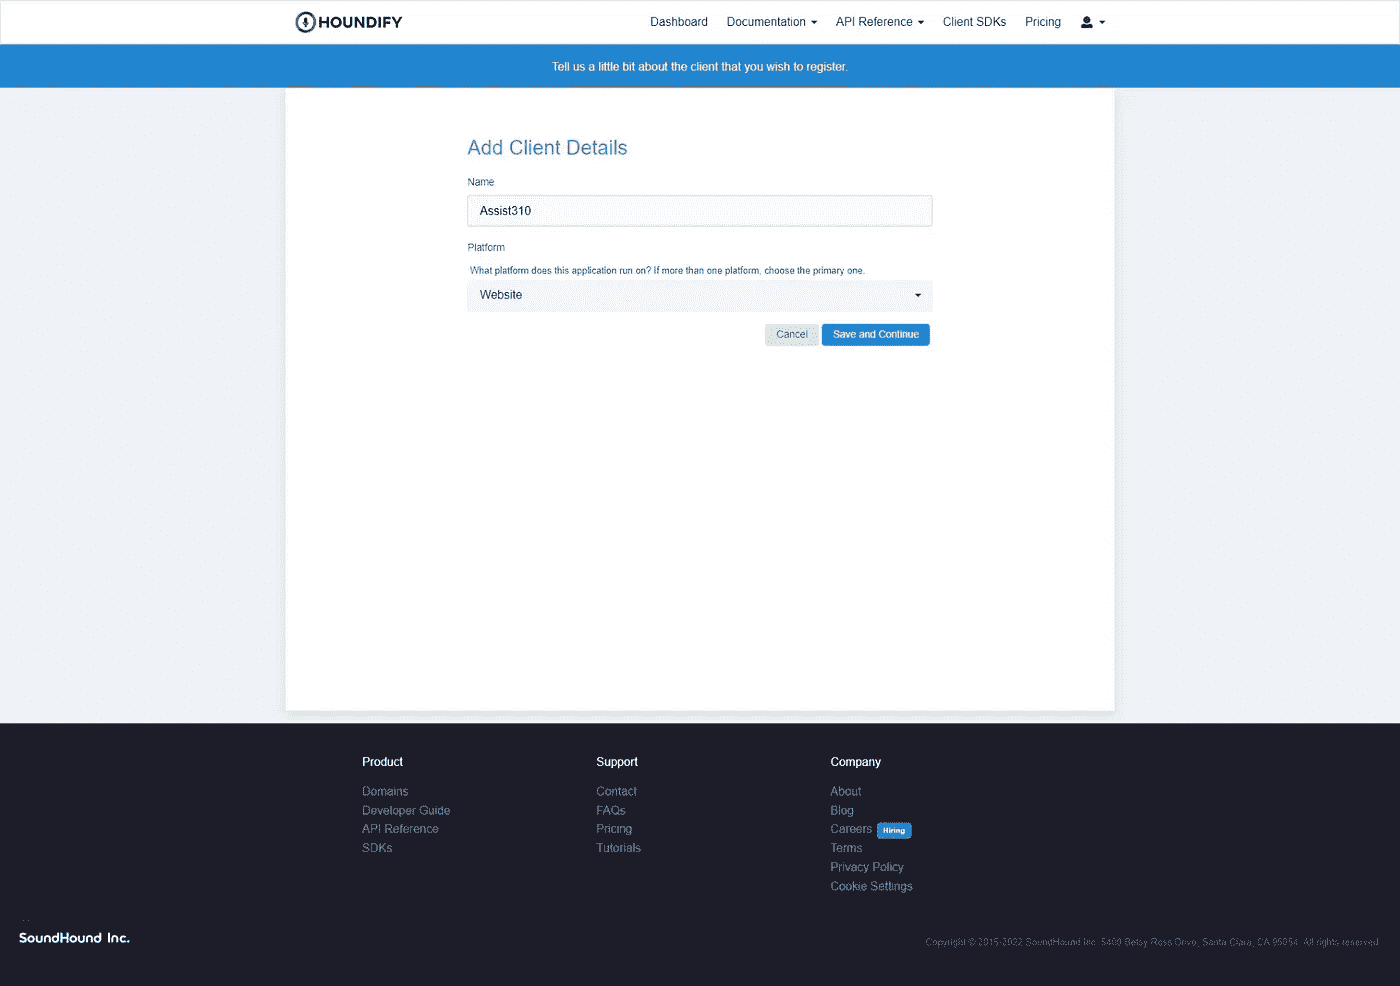 HOUNDIFY
Dashboard Documentation API Reference Client SDKs Pricing
Tell us a little bit about the client that you wish to register.
Add Client Details
Name
Assist310
Platform
What platform does this application run on? If more than one platform, choose the primary one.
Website
Cancel Save and Continue
Product Support Company
Domains Contact About
Developer Guide FAQs Blog
API Reference Pricing Careers Hiring
SDKs Tutorials Terms
Privacy Policy
Cookie Settings
SoundHound Inc.
Copyright © 2015-2022 SoundHound Inc. 5400 Betsy Ross Drive, Santa Clara, CA 95054. All rights reserved.